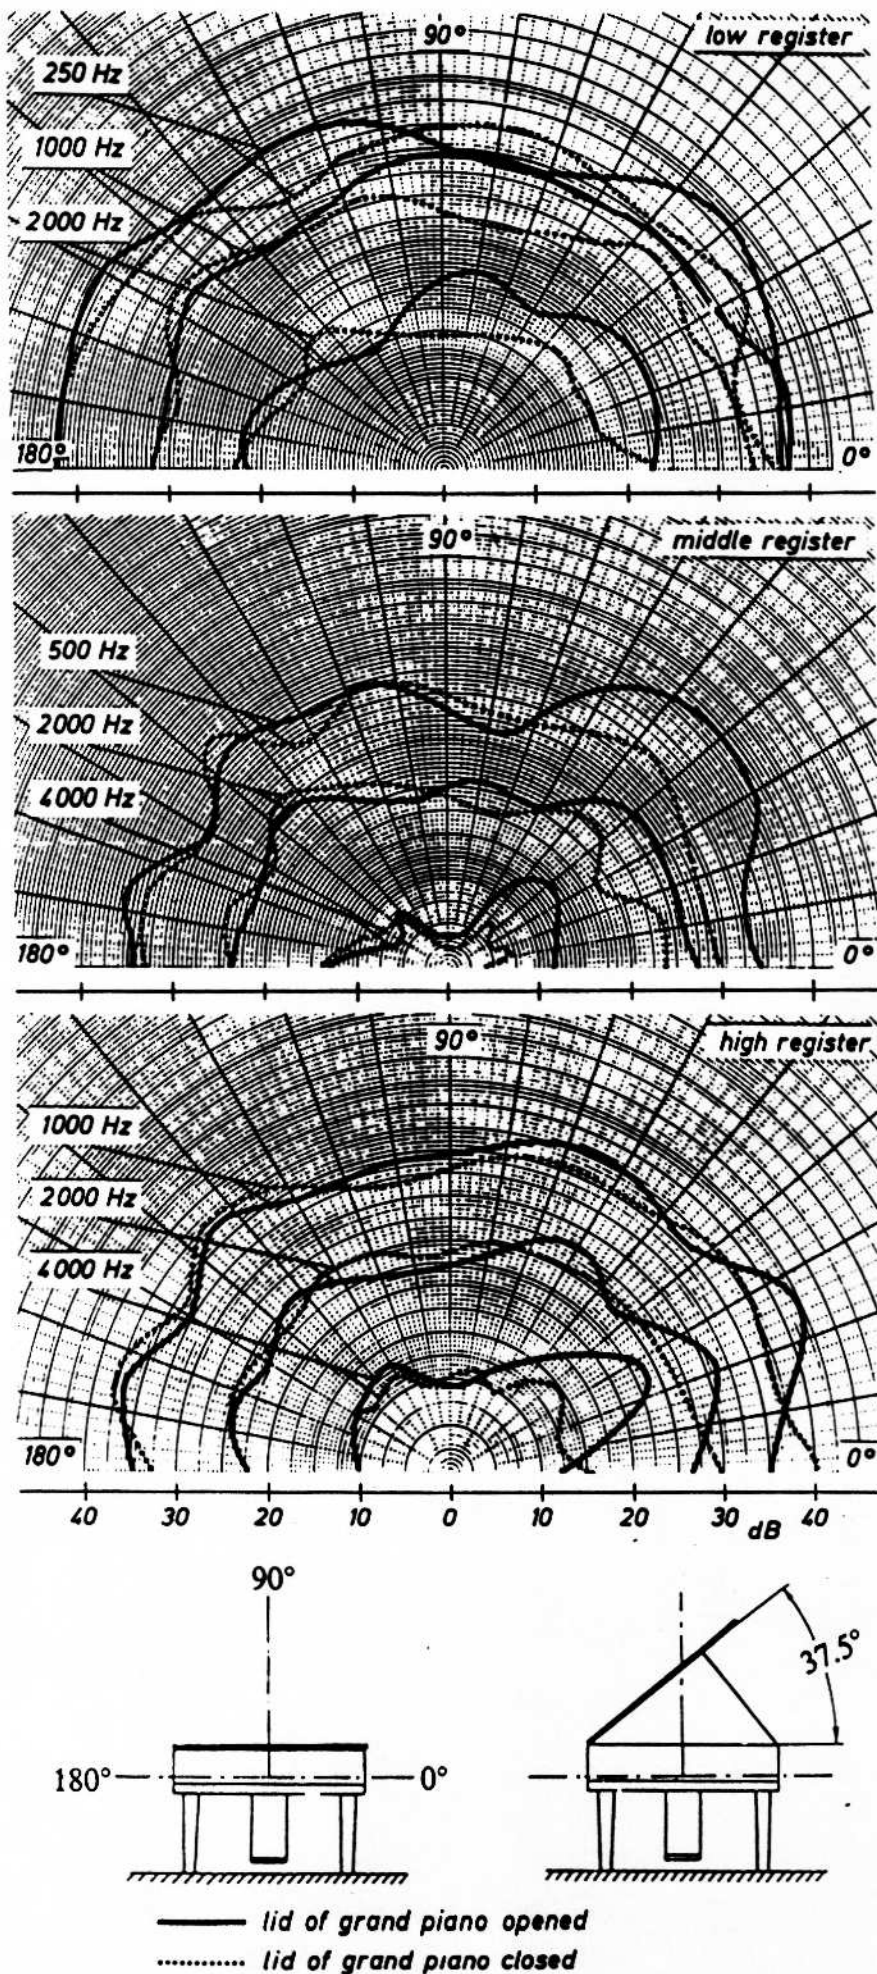 90° low register
250 Hz
1000 Hz
2000 Hz
180° 0°
90° middle register
500 Hz
2000 Hz
4000 Hz
180° 0°
90° high register
1000 Hz
2000 Hz
4000 Hz
180° 0°
40 30 20 10 0 10 20 30 dB 40
90°
37.5°
180° 0°
lid of grand piano opened
lid of grand piano closed